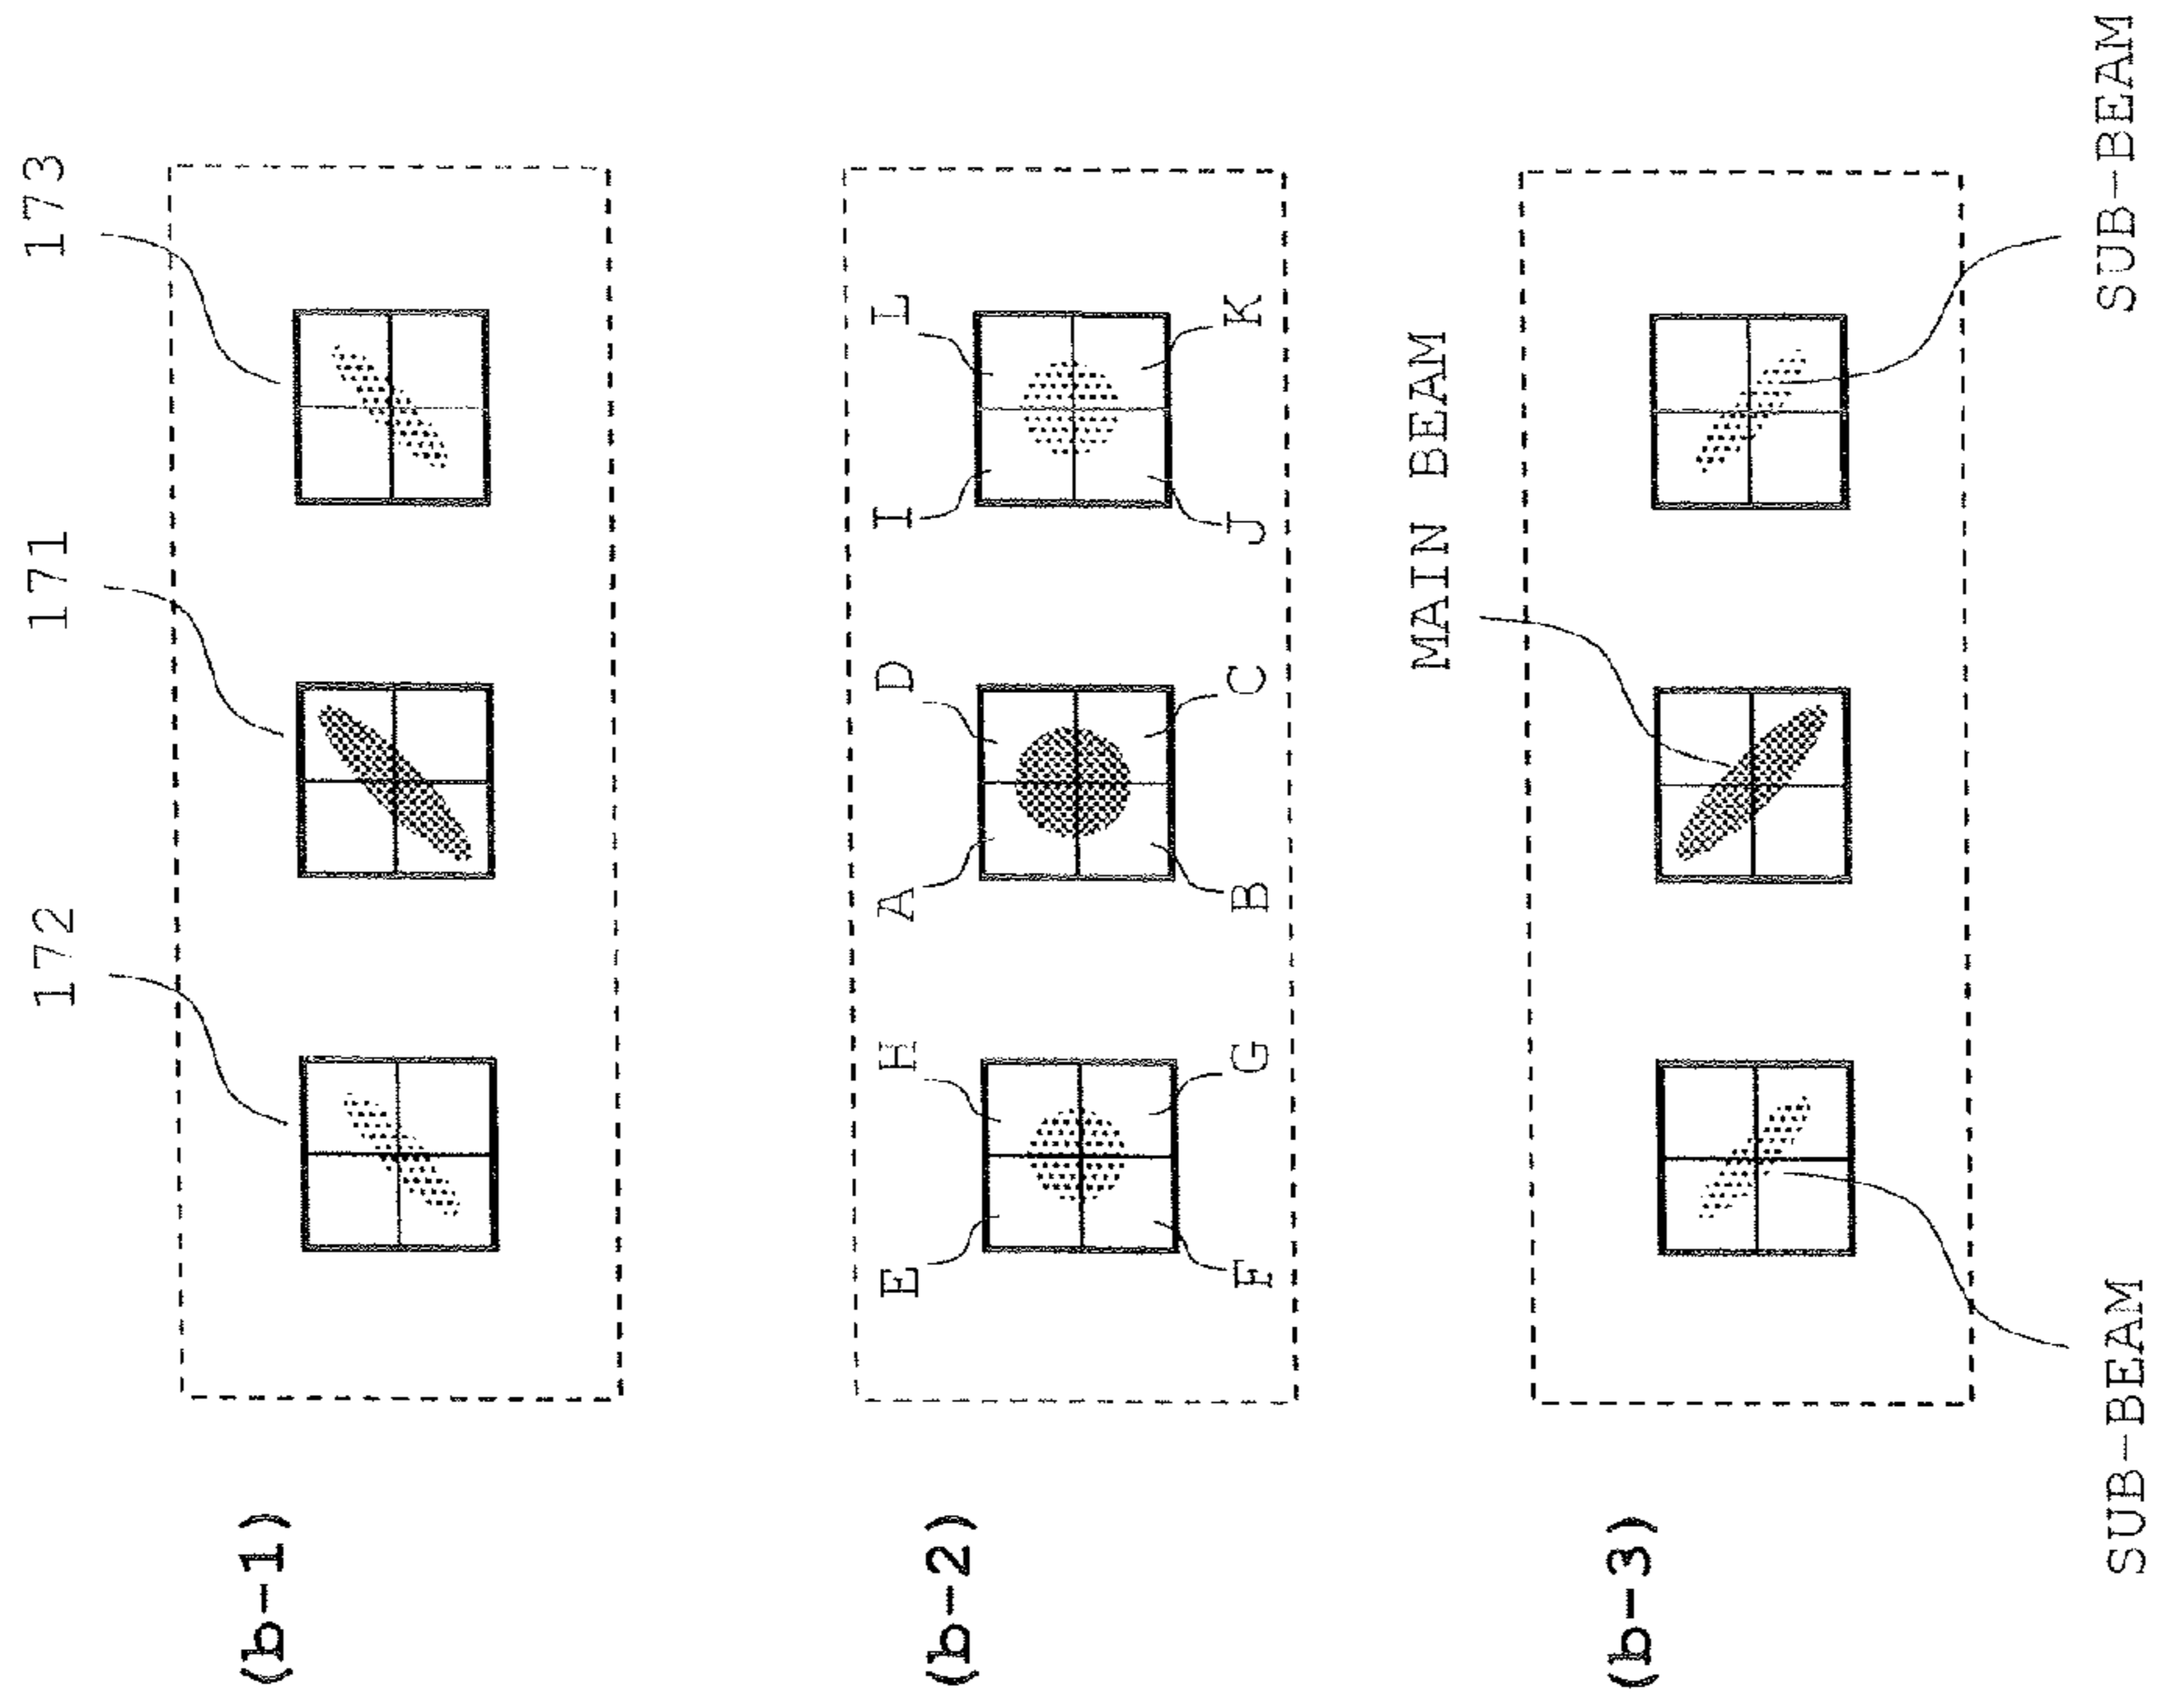 172 171 173
(b-1)
E H A D I L
(b-2)
F G B C J K
MAIN BEAM
(b-3)
SUB-BEAM SUB-BEAM